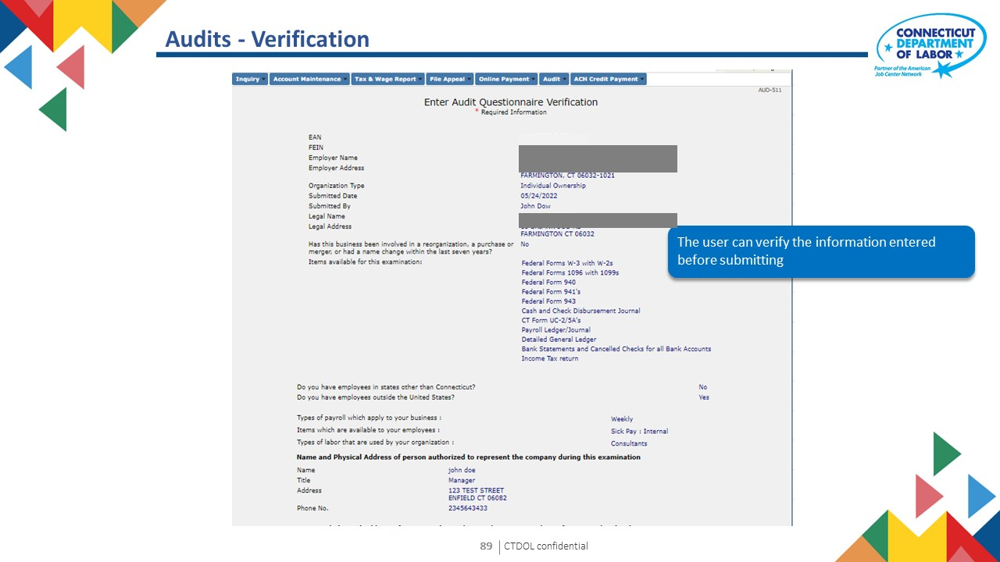 Audits - Verification
CONNECTICUT
DEPARTMENT
OF LABOR
Partner of the American
Job Center Network
Inquiry
Account Maintenance
Tax & Wage Report
File Appeal
Online Payment
Audit
ACH Credit Payment
AUD-511
Enter Audit Questionnaire Verification
* Required Information
EAN
FEIN
Employer Name
Employer Address
FARMINGTON, CT 06032-1021
Organization Type Individual Ownership
Submitted Date 05/24/2022
Submitted By John Dow
Legal Name
Legal Address
FARMINGTON CT 06032
The user can verify the information entered
before submitting
Has this business been involved in a reorganization, a purchase or No
merger, or had a name change within the last seven years?
Items available for this examination: Federal Forms W-3 with W-2s
Federal Forms 1096 with 1099s
Federal Form 940
Federal Form 941's
Federal Form 943
Cash and Check Disbursement Journal
CT Form UC-2/5A's
Payroll Ledger/Journal
Detailed General Ledger
Bank Statements and Cancelled Checks for all Bank Accounts
Income Tax return
Do you have employees in states other than Connecticut? No
Do you have employees outside the United States? Yes
Types of payroll which apply to your business : Weekly
Items which are available to your employees : Sick Pay : Internal
Types of labor that are used by your organization : Consultants
Name and Physical Address of person authorized to represent the company during this examination
Name john doe
Title Manager
Address 123 TEST STREET
ENFIELD CT 06082
Phone No. 2345643433
89 CTDOL confidential